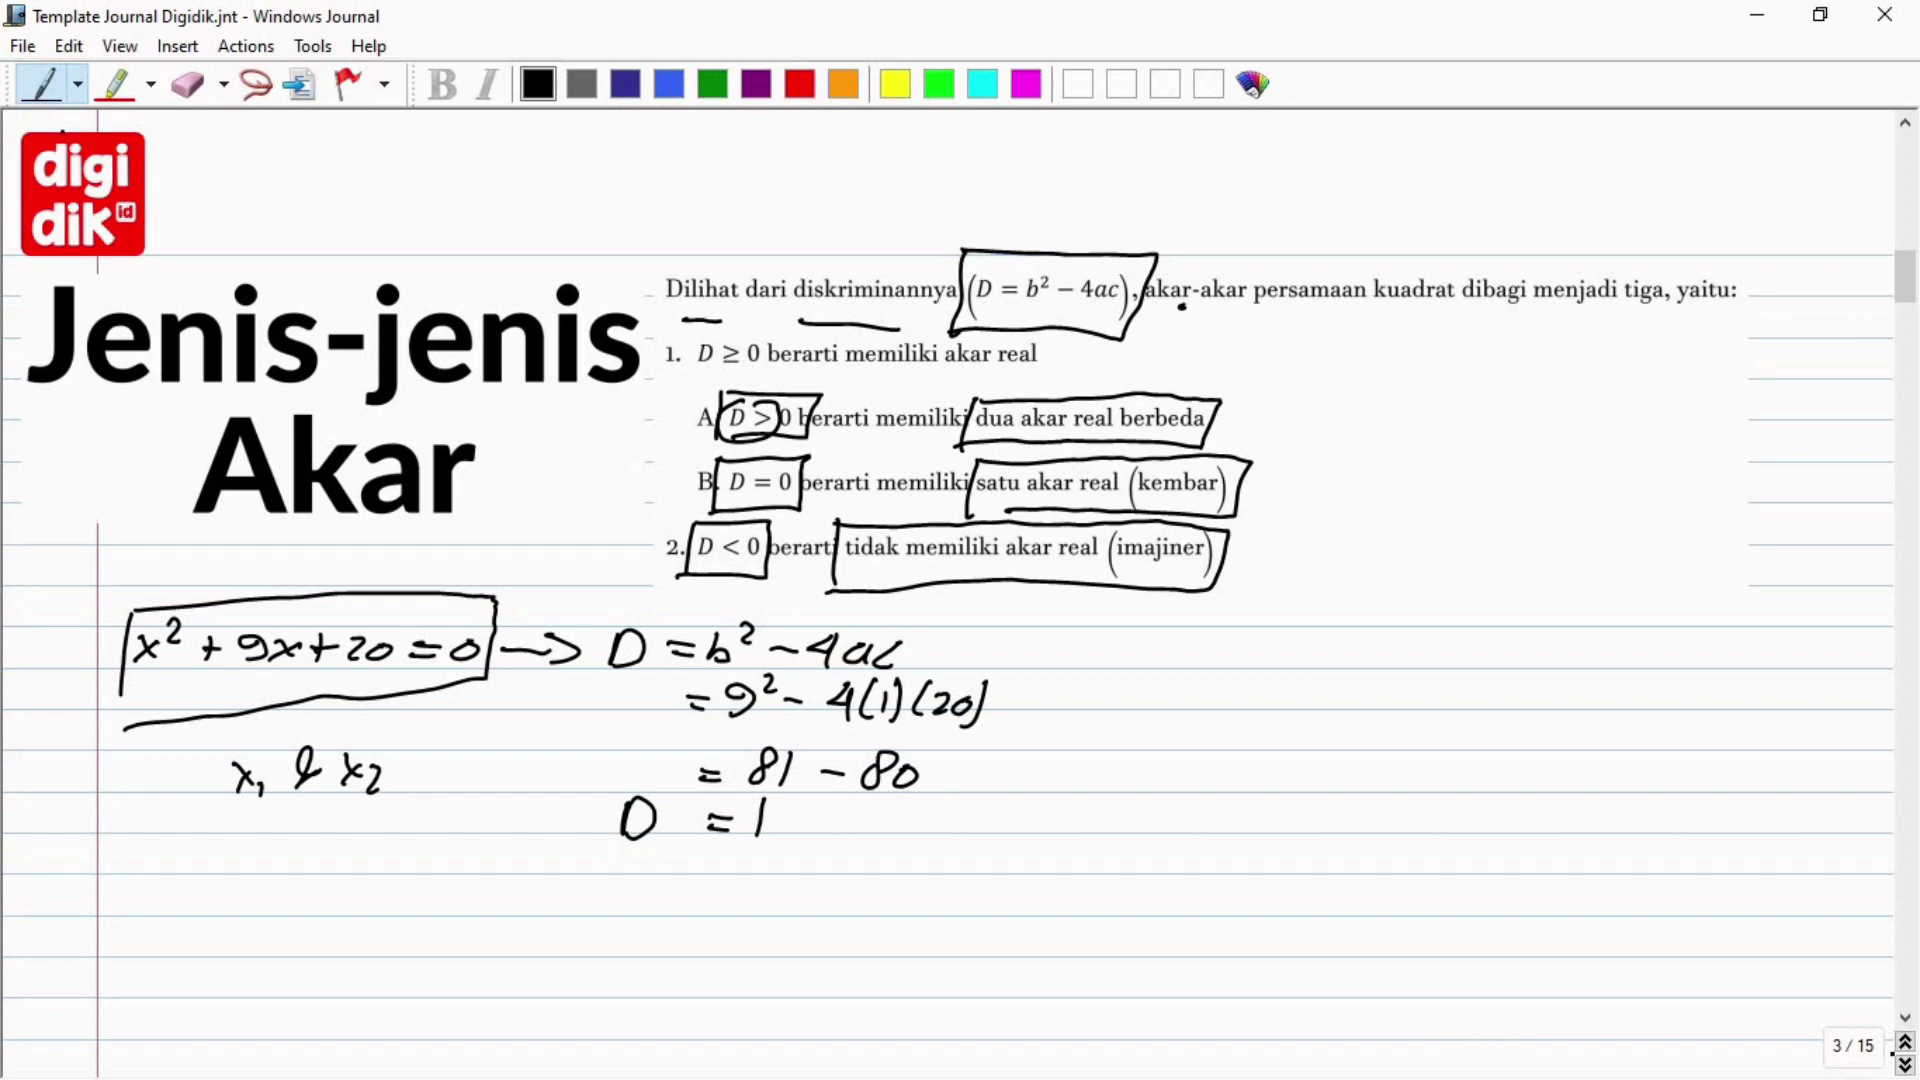 Template Journal Digidik.jnt - Windows Journal
File Edit View Insert Actions Tools Help
B I
digi
dik id
Jenis-jenis
Akar
Dilihat dari diskriminannya (D = b² − 4ac), akar-akar persamaan kuadrat dibagi menjadi tiga, yaitu:
1. D ≥ 0 berarti memiliki akar real
A. D > 0 berarti memiliki dua akar real berbeda
B. D = 0 berarti memiliki satu akar real (kembar)
2. D < 0 berarti tidak memiliki akar real (imajiner)
x² + 9x + 20 = 0 → D = b² − 4ac
= 9² − 4(1)(20)
x₁ & x₂ = 81 − 80
D = 1
3 / 15